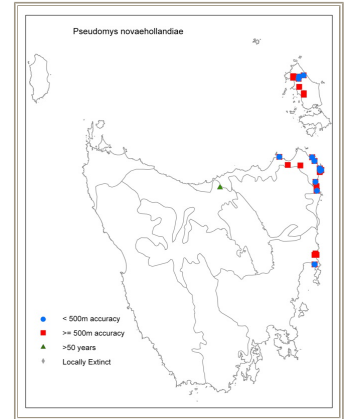 Pseudomys novaehollandiae
< 500m accuracy
>= 500m accuracy
>50 years
Locally Extinct